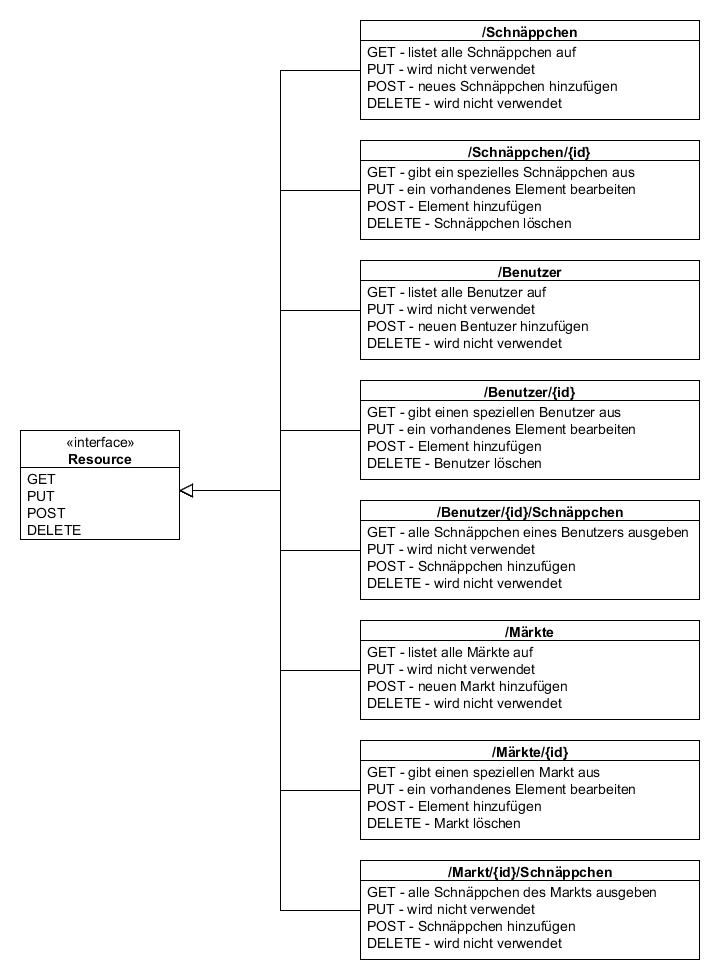 /Schnäppchen
GET - listet alle Schnäppchen auf
PUT - wird nicht verwendet
POST - neues Schnäppchen hinzufügen
DELETE - wird nicht verwendet
/Schnäppchen/{id}
GET - gibt ein spezielles Schnäppchen aus
PUT - ein vorhandenes Element bearbeiten
POST - Element hinzufügen
DELETE - Schnäppchen löschen
/Benutzer
GET - listet alle Benutzer auf
PUT - wird nicht verwendet
POST - neuen Bentuzer hinzufügen
DELETE - wird nicht verwendet
/Benutzer/{id}
GET - gibt einen speziellen Benutzer aus
PUT - ein vorhandenes Element bearbeiten
POST - Element hinzufügen
DELETE - Benutzer löschen
«interface»
Resource
GET
PUT
POST
DELETE
/Benutzer/{id}/Schnäppchen
GET - alle Schnäppchen eines Benutzers ausgeben
PUT - wird nicht verwendet
POST - Schnäppchen hinzufügen
DELETE - wird nicht verwendet
/Märkte
GET - listet alle Märkte auf
PUT - wird nicht verwendet
POST - neuen Markt hinzufügen
DELETE - wird nicht verwendet
/Märkte/{id}
GET - gibt einen speziellen Markt aus
PUT - ein vorhandenes Element bearbeiten
POST - Element hinzufügen
DELETE - Markt löschen
/Markt/{id}/Schnäppchen
GET - alle Schnäppchen des Markts ausgeben
PUT - wird nicht verwendet
POST - Schnäppchen hinzufügen
DELETE - wird nicht verwendet